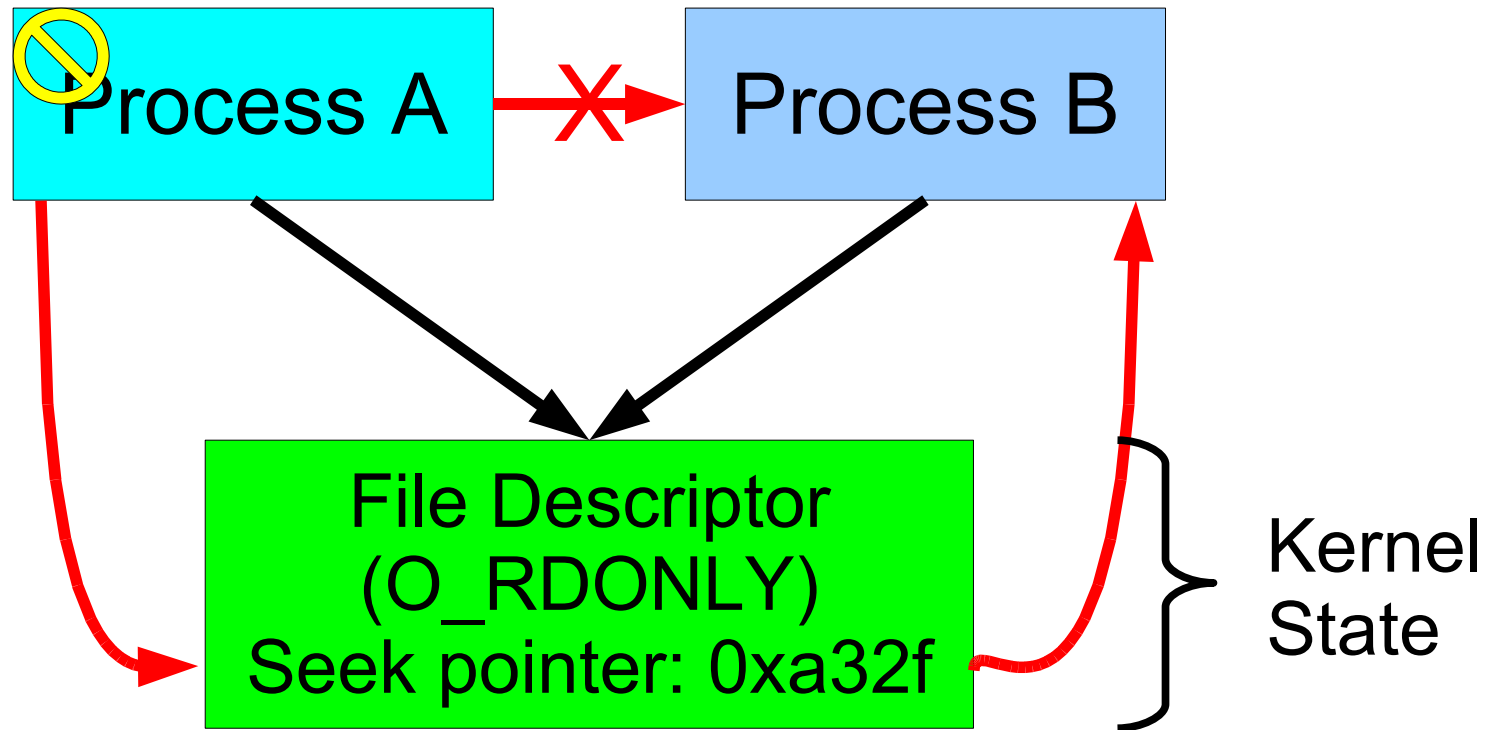 Process A
X
Process B
File Descriptor
(O_RDONLY)
Seek pointer: 0xa32f
Kernel
State